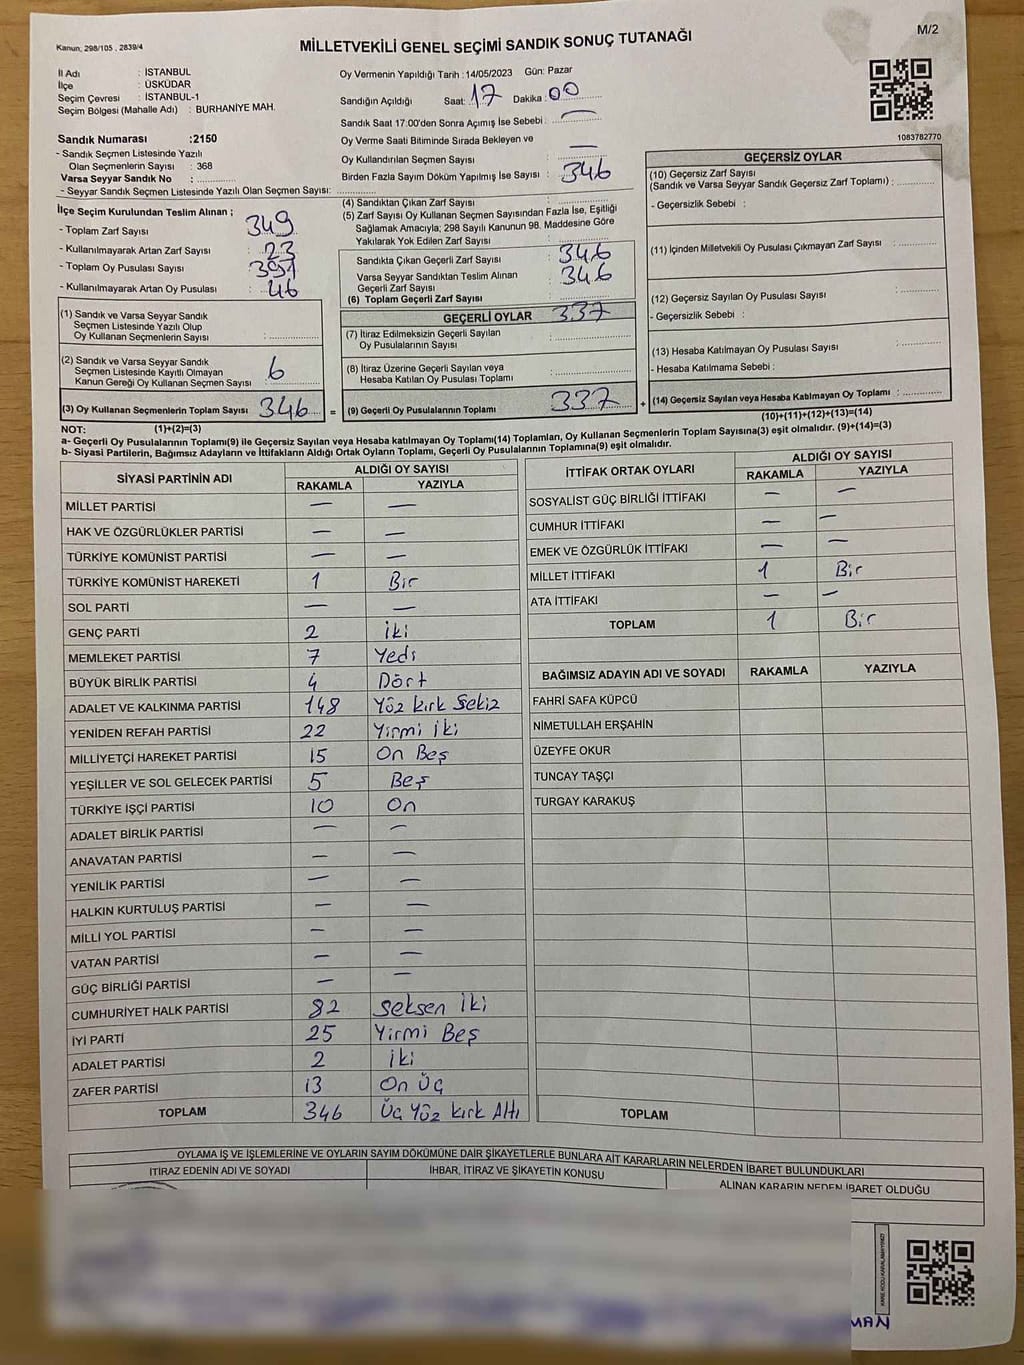 Kanun; 298/105 , 2839/4
MİLLETVEKİLİ GENEL SEÇİMİ SANDIK SONUÇ TUTANAĞI
M/2
İl Adı : İSTANBUL
İlçe : ÜSKÜDAR
Seçim Çevresi : İSTANBUL-1
Seçim Bölgesi (Mahalle Adı) : BURHANİYE MAH.
Sandık Numarası :2150
- Sandık Seçmen Listesinde Yazılı
Olan Seçmenlerin Sayısı : 368
Varsa Seyyar Sandık No :
- Seyyar Sandık Seçmen Listesinde Yazılı Olan Seçmen Sayısı:
Oy Vermenin Yapıldığı Tarih :14/05/2023 Gün: Pazar
Sandığın Açıldığı Saat: 17 Dakika: 00
Sandık Saat 17:00'den Sonra Açımış İse Sebebi : —
Oy Verme Saati Bitiminde Sırada Bekleyen ve
Oy Kullandırılan Seçmen Sayısı : —
Birden Fazla Sayım Döküm Yapılmış İse Sayısı : 346
1083782770
İlçe Seçim Kurulundan Teslim Alınan ;
- Toplam Zarf Sayısı : 349
- Kullanılmayarak Artan Zarf Sayısı : 23
- Toplam Oy Pusulası Sayısı :
- Kullanılmayarak Artan Oy Pusulası : 46
(4) Sandıktan Çıkan Zarf Sayısı :
(5) Zarf Sayısı Oy Kullanan Seçmen Sayısından Fazla İse, Eşitliği
Sağlamak Amacıyla; 298 Sayılı Kanunun 98. Maddesine Göre
Yakılarak Yok Edilen Zarf Sayısı :
Sandıkta Çıkan Geçerli Zarf Sayısı : 346
Varsa Seyyar Sandıktan Teslim Alınan
Geçerli Zarf Sayısı : 346
(6) Toplam Geçerli Zarf Sayısı :
GEÇERSİZ OYLAR
(10) Geçersiz Zarf Sayısı
(Sandık ve Varsa Seyyar Sandık Geçersiz Zarf Toplamı) :
- Geçersizlik Sebebi :
(11) İçinden Milletvekili Oy Pusulası Çıkmayan Zarf Sayısı :
(12) Geçersiz Sayılan Oy Pusulası Sayısı :
- Geçersizlik Sebebi :
(13) Hesaba Katılmayan Oy Pusulası Sayısı :
- Hesaba Katılmama Sebebi :
(14) Geçersiz Sayılan veya Hesaba Katılmayan Oy Toplamı :
(10)+(11)+(12)+(13)=(14)
(1) Sandık ve Varsa Seyyar Sandık
Seçmen Listesinde Yazılı Olup
Oy Kullanan Seçmenlerin Sayısı :
(2) Sandık ve Varsa Seyyar Sandık
Seçmen Listesinde Kayıtlı Olmayan
Kanun Gereği Oy Kullanan Seçmen Sayısı : 6
(3) Oy Kullanan Seçmenlerin Toplam Sayısı 346 =
GEÇERLİ OYLAR 337
(7) İtiraz Edilmeksizin Geçerli Sayılan
Oy Pusulalarının Sayısı :
(8) İtiraz Üzerine Geçerli Sayılan veya
Hesaba Katılan Oy Pusulası Toplamı :
(9) Geçerli Oy Pusulalarının Toplamı 337 +
NOT: (1)+(2)=(3)
a- Geçerli Oy Pusulalarının Toplamı(9) ile Geçersiz Sayılan veya Hesaba katılmayan Oy Toplamı(14) Toplamları, Oy Kullanan Seçmenlerin Toplam Sayısına(3) eşit olmalıdır. (9)+(14)=(3)
b- Siyasi Partilerin, Bağımsız Adayların ve İttifakların Aldığı Ortak Oyların Toplamı, Geçerli Oy Pusulalarının Toplamına(9) eşit olmalıdır.
SİYASİ PARTİNİN ADI ALDIĞI OY SAYISI
RAKAMLA YAZIYLA
MİLLET PARTİSİ — —
HAK VE ÖZGÜRLÜKLER PARTİSİ — —
TÜRKİYE KOMÜNİST PARTİSİ — —
TÜRKİYE KOMÜNİST HAREKETİ 1 Bir
SOL PARTİ — —
GENÇ PARTİ 2 İki
MEMLEKET PARTİSİ 7 Yedi
BÜYÜK BİRLİK PARTİSİ 4 Dört
ADALET VE KALKINMA PARTİSİ 148 Yüz kırk Sekiz
YENİDEN REFAH PARTİSİ 22 Yirmi iki
MİLLİYETÇİ HAREKET PARTİSİ 15 On Beş
YEŞİLLER VE SOL GELECEK PARTİSİ 5 Beş
TÜRKİYE İŞÇİ PARTİSİ 10 On
ADALET BİRLİK PARTİSİ — —
ANAVATAN PARTİSİ — —
YENİLİK PARTİSİ — —
HALKIN KURTULUŞ PARTİSİ — —
MİLLİ YOL PARTİSİ — —
VATAN PARTİSİ — —
GÜÇ BİRLİĞİ PARTİSİ — —
CUMHURİYET HALK PARTİSİ 82 Seksen İki
İYİ PARTİ 25 Yirmi Beş
ADALET PARTİSİ 2 İki
ZAFER PARTİSİ 13 On Üç
TOPLAM 346 Üç Yüz kırk Altı
İTTİFAK ORTAK OYLARI ALDIĞI OY SAYISI
RAKAMLA YAZIYLA
SOSYALİST GÜÇ BİRLİĞİ İTTİFAKI — —
CUMHUR İTTİFAKI — —
EMEK VE ÖZGÜRLÜK İTTİFAKI — —
MİLLET İTTİFAKI 1 Bir
ATA İTTİFAKI — —
TOPLAM 1 Bir
BAĞIMSIZ ADAYIN ADI VE SOYADI RAKAMLA YAZIYLA
FAHRİ SAFA KÜPCÜ
NİMETULLAH ERŞAHİN
ÜZEYFE OKUR
TUNCAY TAŞÇI
TURGAY KARAKUŞ
TOPLAM
OYLAMA İŞ VE İŞLEMLERİNE VE OYLARIN SAYIM DÖKÜMÜNE DAİR ŞİKAYETLERLE BUNLARA AİT KARARLARIN NELERDEN İBARET BULUNDUKLARI
İTİRAZ EDENİN ADI VE SOYADI İHBAR, İTİRAZ VE ŞİKAYETİN KONUSU ALINAN KARARIN NEDEN İBARET OLDUĞU
MAN